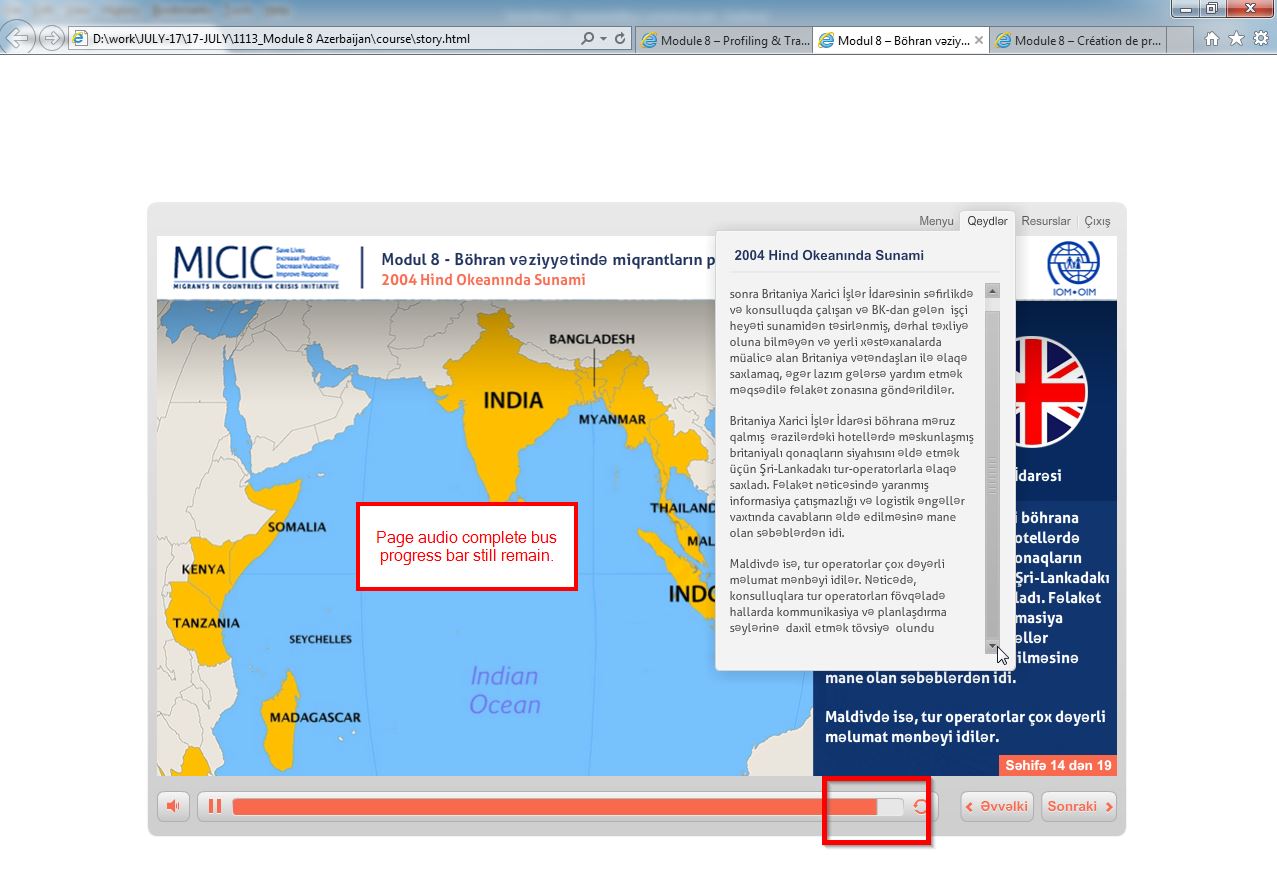 D:\work\JULY-17\17-JULY\1113_Module 8 Azerbaijan\course\story.html
Module 8 – Profiling & Tra...
Modul 8 – Böhran vəziy...
Module 8 – Création de pr...
Menyu
Qeydlər
Resurslar
Çıxış
MICIC
Save Lives
Increase Protection
Decrease Vulnerability
Improve Response
MIGRANTS IN COUNTRIES IN CRISIS INITIATIVE
Modul 8 - Böhran vəziyyətində miqrantların p
2004 Hind Okeanında Sunami
IOM • OIM
2004 Hind Okeanında Sunami
sonra Britaniya Xarici İşlər İdarəsinin səfirlikdə
və konsulluqda çalışan və BK-dan gələn işçi
heyəti sunamidən təsirlənmiş, dərhal təxliyə
oluna bilməyən və yerli xəstəxanalarda
müalicə alan Britaniya vətəndaşları ilə əlaqə
saxlamaq, əgər lazım gələrsə yardım etmək
məqsədilə fəlakət zonasına göndərildilər.
Britaniya Xarici İşlər İdarəsi böhrana məruz
qalmış ərazilərdəki hotellərdə məskunlaşmış
britaniyalı qonaqların siyahısını əldə etmək
üçün Şri-Lankadakı tur-operatorlarla əlaqə
saxladı. Fəlakət nəticəsində yaranmış
informasiya çatışmazlığı və logistik əngəllər
vaxtında cavabların əldə edilməsinə mane
olan səbəblərdən idi.
Maldivdə isə, tur operatorlar çox dəyərli
məlumat mənbəyi idilər. Nəticədə,
konsulluqlara tur operatorları fövqəladə
hallarda kommunikasiya və planlaşdırma
səylərinə daxil etmək tövsiyə olundu
BANGLADESH
INDIA
MYANMAR
THAILAND
MAL
INDO
SOMALIA
KENYA
TANZANIA
SEYCHELLES
MADAGASCAR
Indian
Ocean
Page audio complete bus
progress bar still remain.
İdarəsi
i böhrana
otellərdə
onaqların
Şri-Lankadakı
ladı. Fəlakət
masiya
əllər
ilməsinə
mane olan səbəblərdən idi.
Maldivdə isə, tur operatorlar çox dəyərli
məlumat mənbəyi idilər.
Səhifə 14 dən 19
Əvvəlki
Sonraki